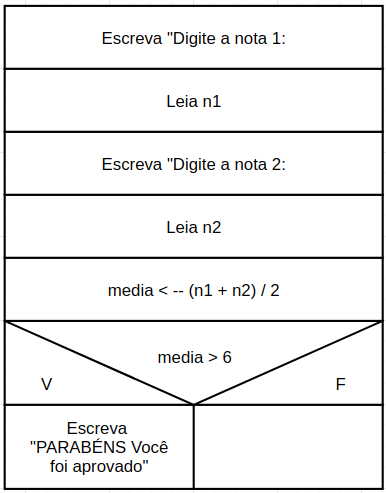 Escreva "Digite a nota 1:
Leia n1
Escreva "Digite a nota 2:
Leia n2
media < -- (n1 + n2) / 2
media > 6
V
F
Escreva
"PARABÉNS Você
foi aprovado"